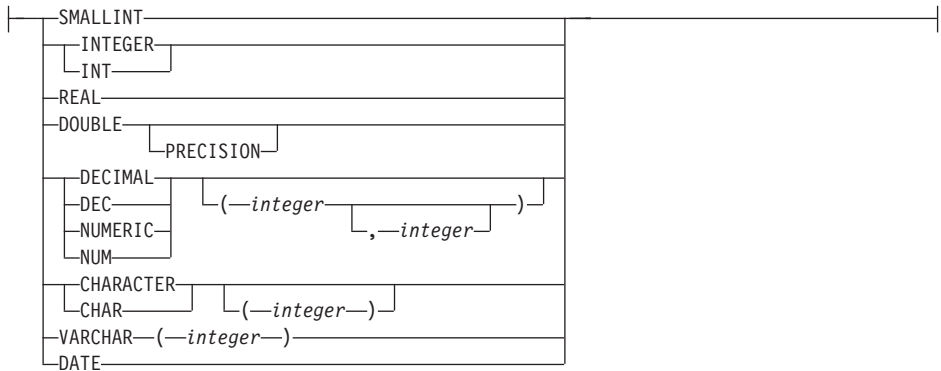 SMALLINT
INTEGER
INT
REAL
DOUBLE
PRECISION
DECIMAL
DEC ( integer )
NUMERIC , integer
NUM
CHARACTER
CHAR ( integer )
VARCHAR ( integer )
DATE